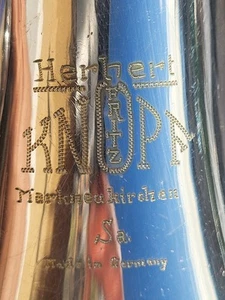 Herbert
FRITZ
KNOPF
Markneukirchen
Sa.
Made in Germany